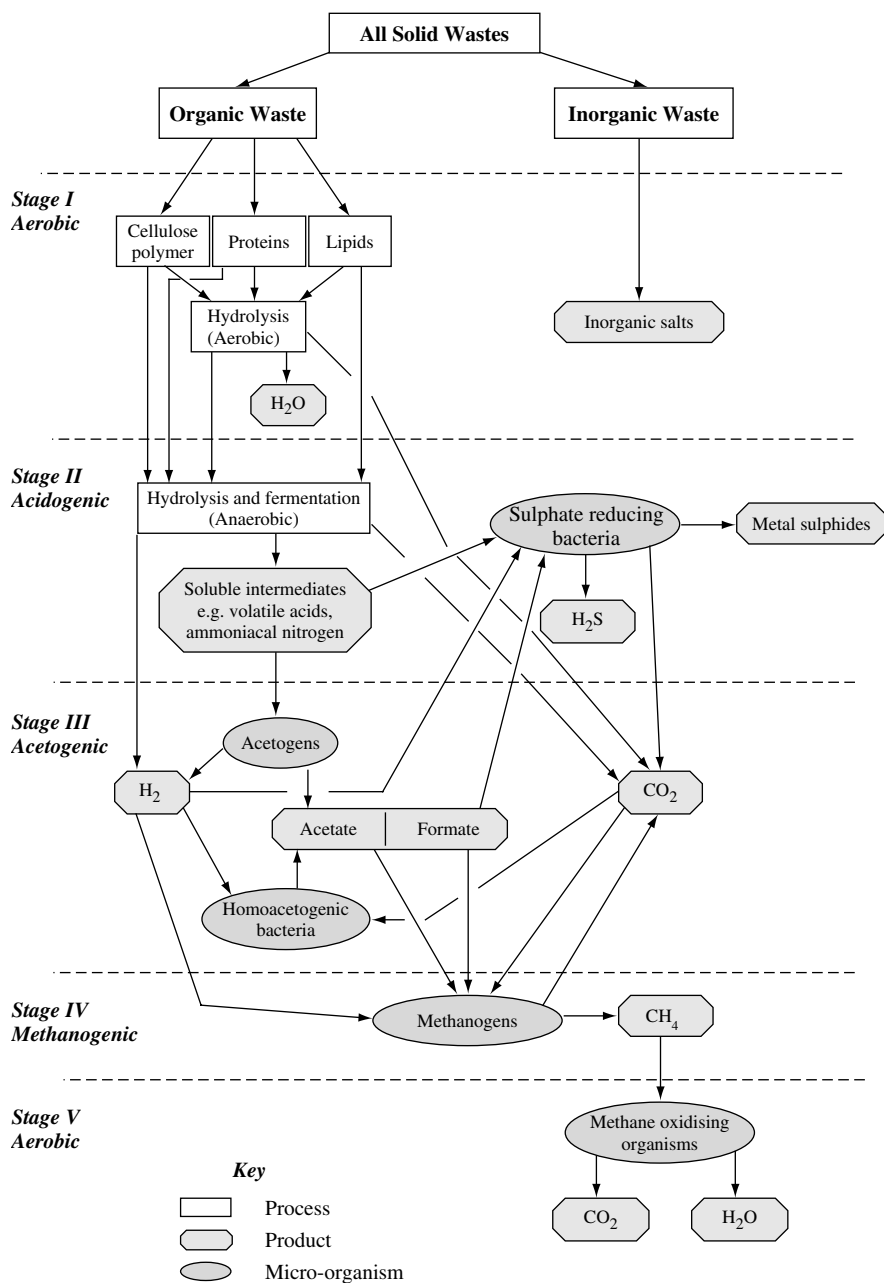 All Solid Wastes
Organic Waste
Inorganic Waste
Stage I
Aerobic
Cellulose
polymer
Proteins
Lipids
Hydrolysis
(Aerobic)
Inorganic salts
H₂O
Stage II
Acidogenic
Hydrolysis and fermentation
(Anaerobic)
Sulphate reducing
bacteria
Metal sulphides
Soluble intermediates
e.g. volatile acids,
ammoniacal nitrogen
H₂S
Stage III
Acetogenic
Acetogens
H₂
CO₂
Acetate
Formate
Homoacetogenic
bacteria
Stage IV
Methanogenic
Methanogens
CH₄
Stage V
Aerobic
Methane oxidising
organisms
CO₂
H₂O
Key
Process
Product
Micro-organism